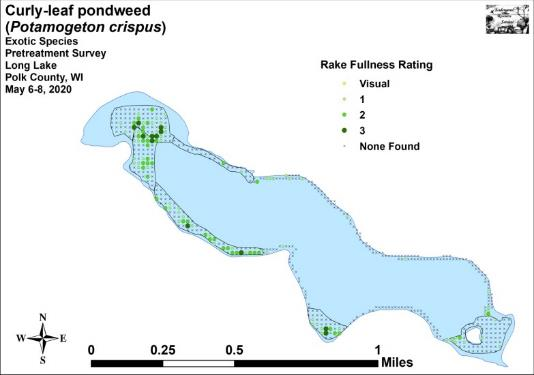 Curly-leaf pondweed
(Potamogeton crispus)
Exotic Species
Pretreatment Survey
Long Lake
Polk County, WI
May 6-8, 2020
Rake Fullness Rating
Visual
1
2
3
None Found
N
W E
S
0 0.25 0.5 1
Miles